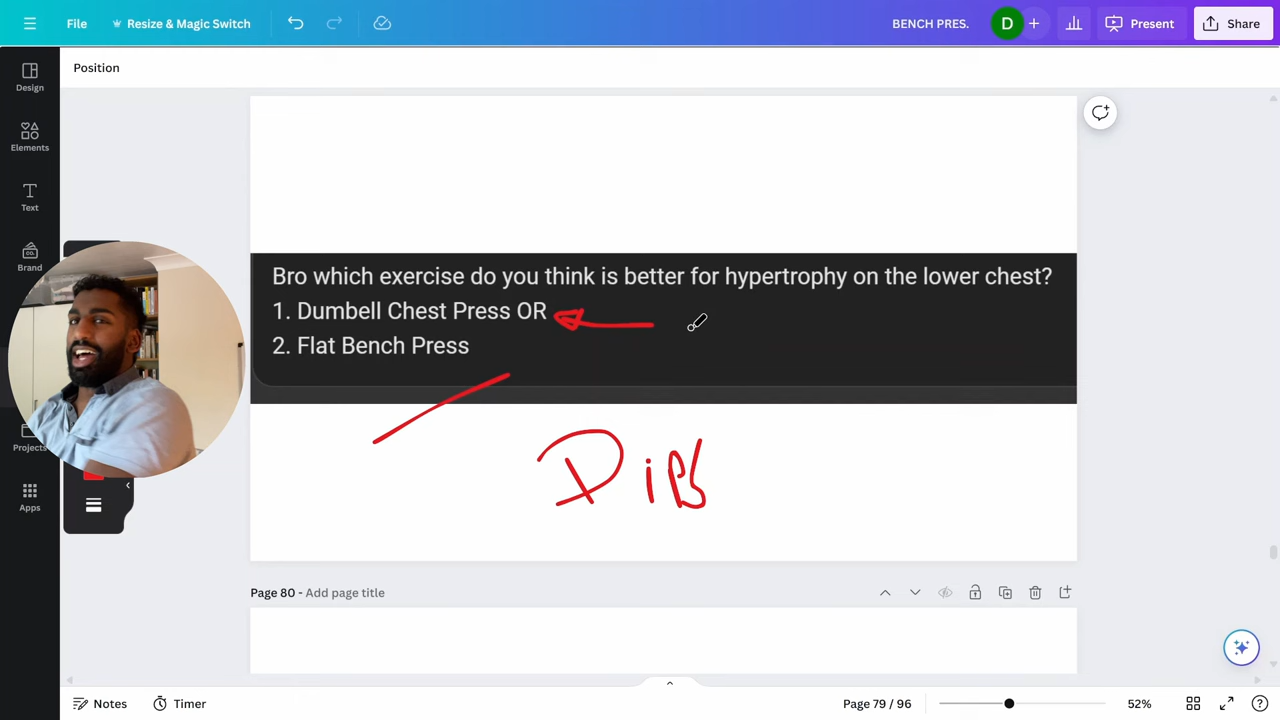 File
Resize & Magic Switch
BENCH PRES.
D
Present
Share
Position
Design
Elements
Text
Brand
Projects
Apps
Bro which exercise do you think is better for hypertrophy on the lower chest?
1. Dumbell Chest Press OR
2. Flat Bench Press
DiPS
Page 80 - Add page title
Notes
Timer
Page 79 / 96
52%